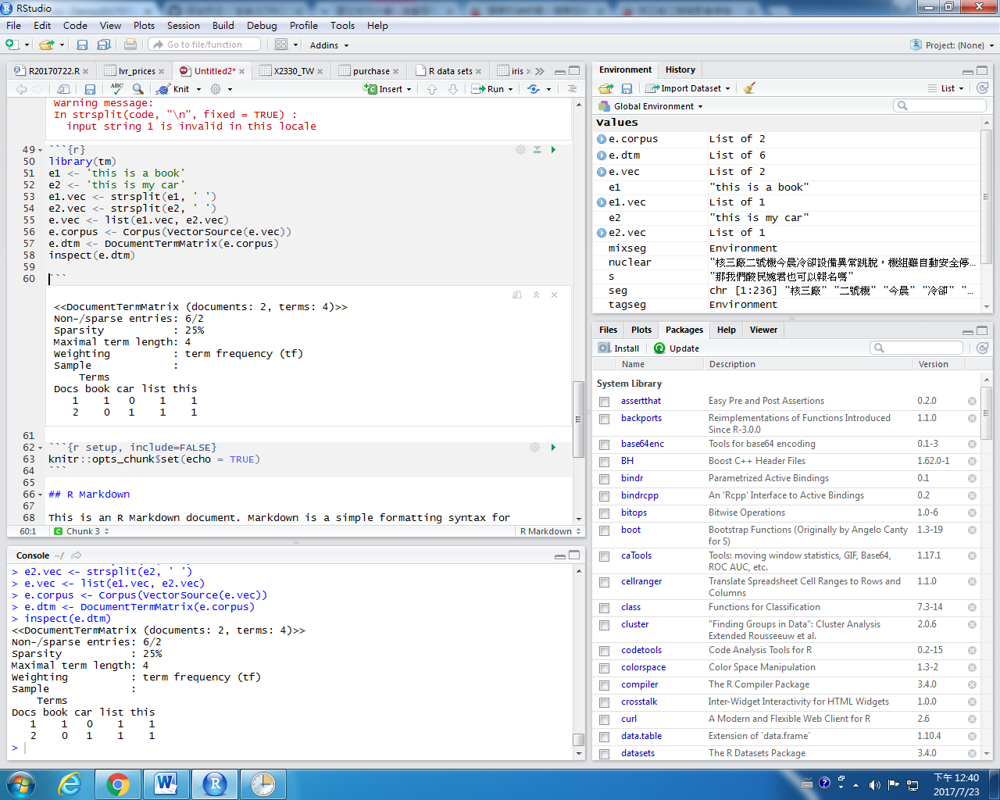 RStudio
File Edit Code View Plots Session Build Debug Profile Tools Help
Go to file/function Addins Project: (None)
R20170722.R lvr_prices Untitled2* X2330_TW purchase R data sets iris
ABC Knit Insert Run
Warning message:
In strsplit(code, "\n", fixed = TRUE) :
input string 1 is invalid in this locale
49 ```{r}
50 library(tm)
51 e1 <- 'this is a book'
52 e2 <- 'this is my car'
53 e1.vec <- strsplit(e1, ' ')
54 e2.vec <- strsplit(e2, ' ')
55 e.vec <- list(e1.vec, e2.vec)
56 e.corpus <- Corpus(VectorSource(e.vec))
57 e.dtm <- DocumentTermMatrix(e.corpus)
58 inspect(e.dtm)
59
60 ```
<<DocumentTermMatrix (documents: 2, terms: 4)>>
Non-/sparse entries: 6/2
Sparsity           : 25%
Maximal term length: 4
Weighting          : term frequency (tf)
Sample             :
Terms
Docs book car list this
1 1 0 1 1
2 0 1 1 1
61
62 ```{r setup, include=FALSE}
63 knitr::opts_chunk$set(echo = TRUE)
64 ```
65
66 ## R Markdown
67
68 This is an R Markdown document. Markdown is a simple formatting syntax for
60:1 C Chunk 3 R Markdown
Console ~/
> e2.vec <- strsplit(e2, ' ')
> e.vec <- list(e1.vec, e2.vec)
> e.corpus <- Corpus(VectorSource(e.vec))
> e.dtm <- DocumentTermMatrix(e.corpus)
> inspect(e.dtm)
<<DocumentTermMatrix (documents: 2, terms: 4)>>
Non-/sparse entries: 6/2
Sparsity           : 25%
Maximal term length: 4
Weighting          : term frequency (tf)
Sample             :
Terms
Docs book car list this
1 1 0 1 1
2 0 1 1 1
>
Environment History
Import Dataset List
Global Environment
Values
e.corpus List of 2
e.dtm List of 6
e.vec List of 2
e1 "this is a book"
e1.vec List of 1
e2 "this is my car"
e2.vec List of 1
mixseg Environment
nuclear "核三廠二號機今晨冷卻設備異常跳脫，機組雖自動安全停…
s "那我們酸民婉君也可以報名嗎"
seg chr [1:236] "核三廠" "二號機" "今晨" "冷卻" "…
tagseg Environment
Files Plots Packages Help Viewer
Install Update
Name Description Version
System Library
assertthat Easy Pre and Post Assertions 0.2.0
backports Reimplementations of Functions Introduced 1.1.0
Since R-3.0.0
base64enc Tools for base64 encoding 0.1-3
BH Boost C++ Header Files 1.62.0-1
bindr Parametrized Active Bindings 0.1
bindrcpp An 'Rcpp' Interface to Active Bindings 0.2
bitops Bitwise Operations 1.0-6
boot Bootstrap Functions (Originally by Angelo Canty 1.3-19
for S)
caTools Tools: moving window statistics, GIF, Base64, 1.17.1
ROC AUC, etc.
cellranger Translate Spreadsheet Cell Ranges to Rows and 1.1.0
Columns
class Functions for Classification 7.3-14
cluster "Finding Groups in Data": Cluster Analysis 2.0.6
Extended Rousseeuw et al.
codetools Code Analysis Tools for R 0.2-15
colorspace Color Space Manipulation 1.3-2
compiler The R Compiler Package 3.4.0
crosstalk Inter-Widget Interactivity for HTML Widgets 1.0.0
curl A Modern and Flexible Web Client for R 2.6
data.table Extension of `data.frame` 1.10.4
datasets The R Datasets Package 3.4.0
下午 12:40
2017/7/23